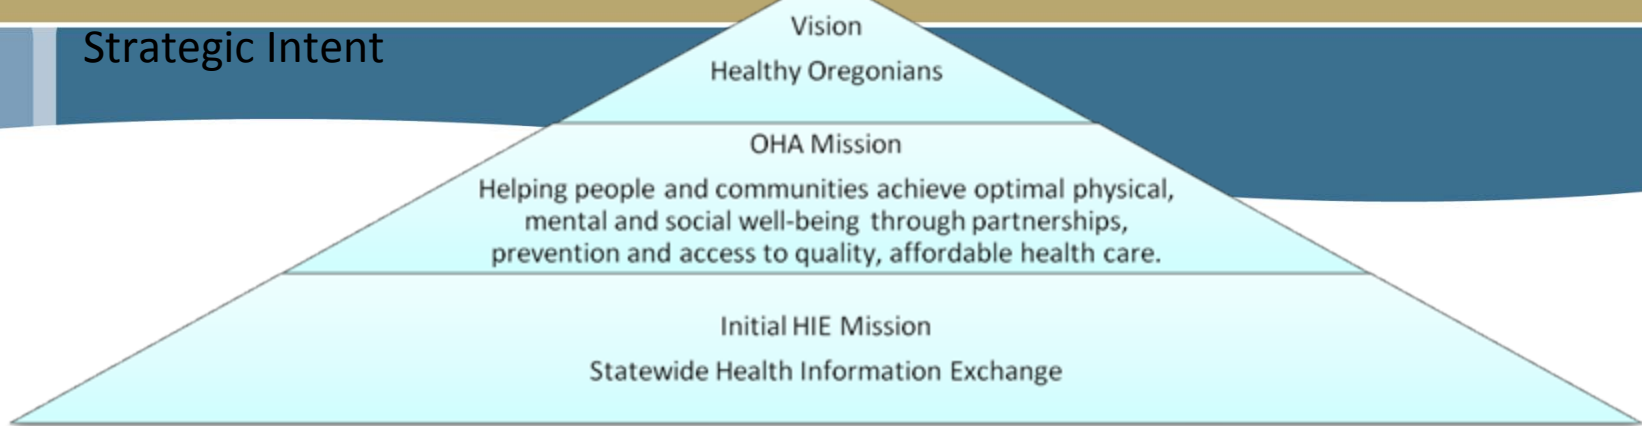 Strategic Intent
Vision
Healthy Oregonians
OHA Mission
Helping people and communities achieve optimal physical,
mental and social well-being through partnerships,
prevention and access to quality, affordable health care.
Initial HIE Mission
Statewide Health Information Exchange